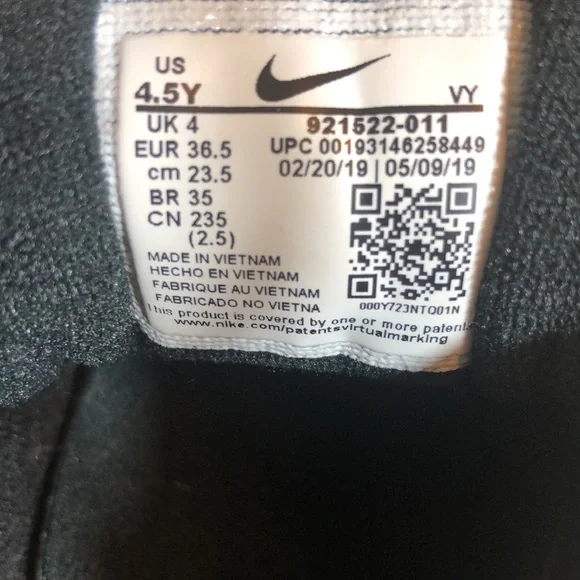 US
4.5Y VY
UK 4 921522-011
EUR 36.5 UPC 00193146258449
cm 23.5 02/20/19 | 05/09/19
BR 35
CN 235
(2.5)
MADE IN VIETNAM
HECHO EN VIETNAM
FABRIQUE AU VIETNAM
FABRICADO NO VIETNA
000Y723NTQ01N
This product is covered by one or more patents
www.nike.com/patentsvirtualmarking